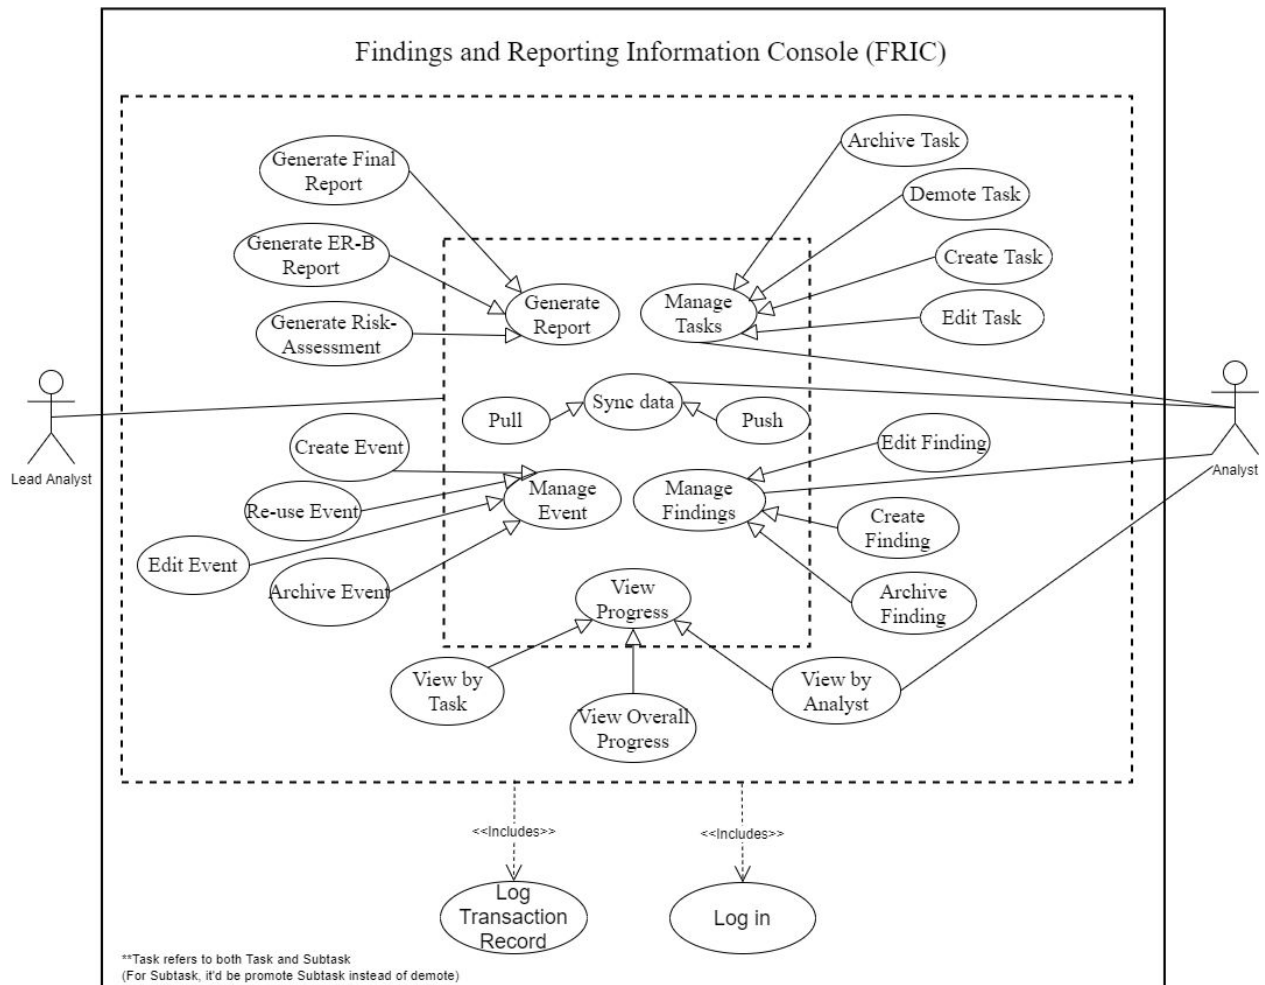 Findings and Reporting Information Console (FRIC)
Generate Final
Report
Archive Task
Demote Task
Generate ER-B
Report
Create Task
Generate
Report
Manage
Tasks
Generate Risk-
Assessment
Edit Task
Sync data
Pull
Push
Lead Analyst
Analyst
Create Event
Edit Finding
Manage
Event
Manage
Findings
Re-use Event
Create
Finding
Edit Event
Archive Event
View
Progress
Archive
Finding
View by
Task
View Overall
Progress
View by
Analyst
<<Includes>>
<<Includes>>
Log
Transaction
Record
Log in
**Task refers to both Task and Subtask
(For Subtask, it'd be promote Subtask instead of demote)